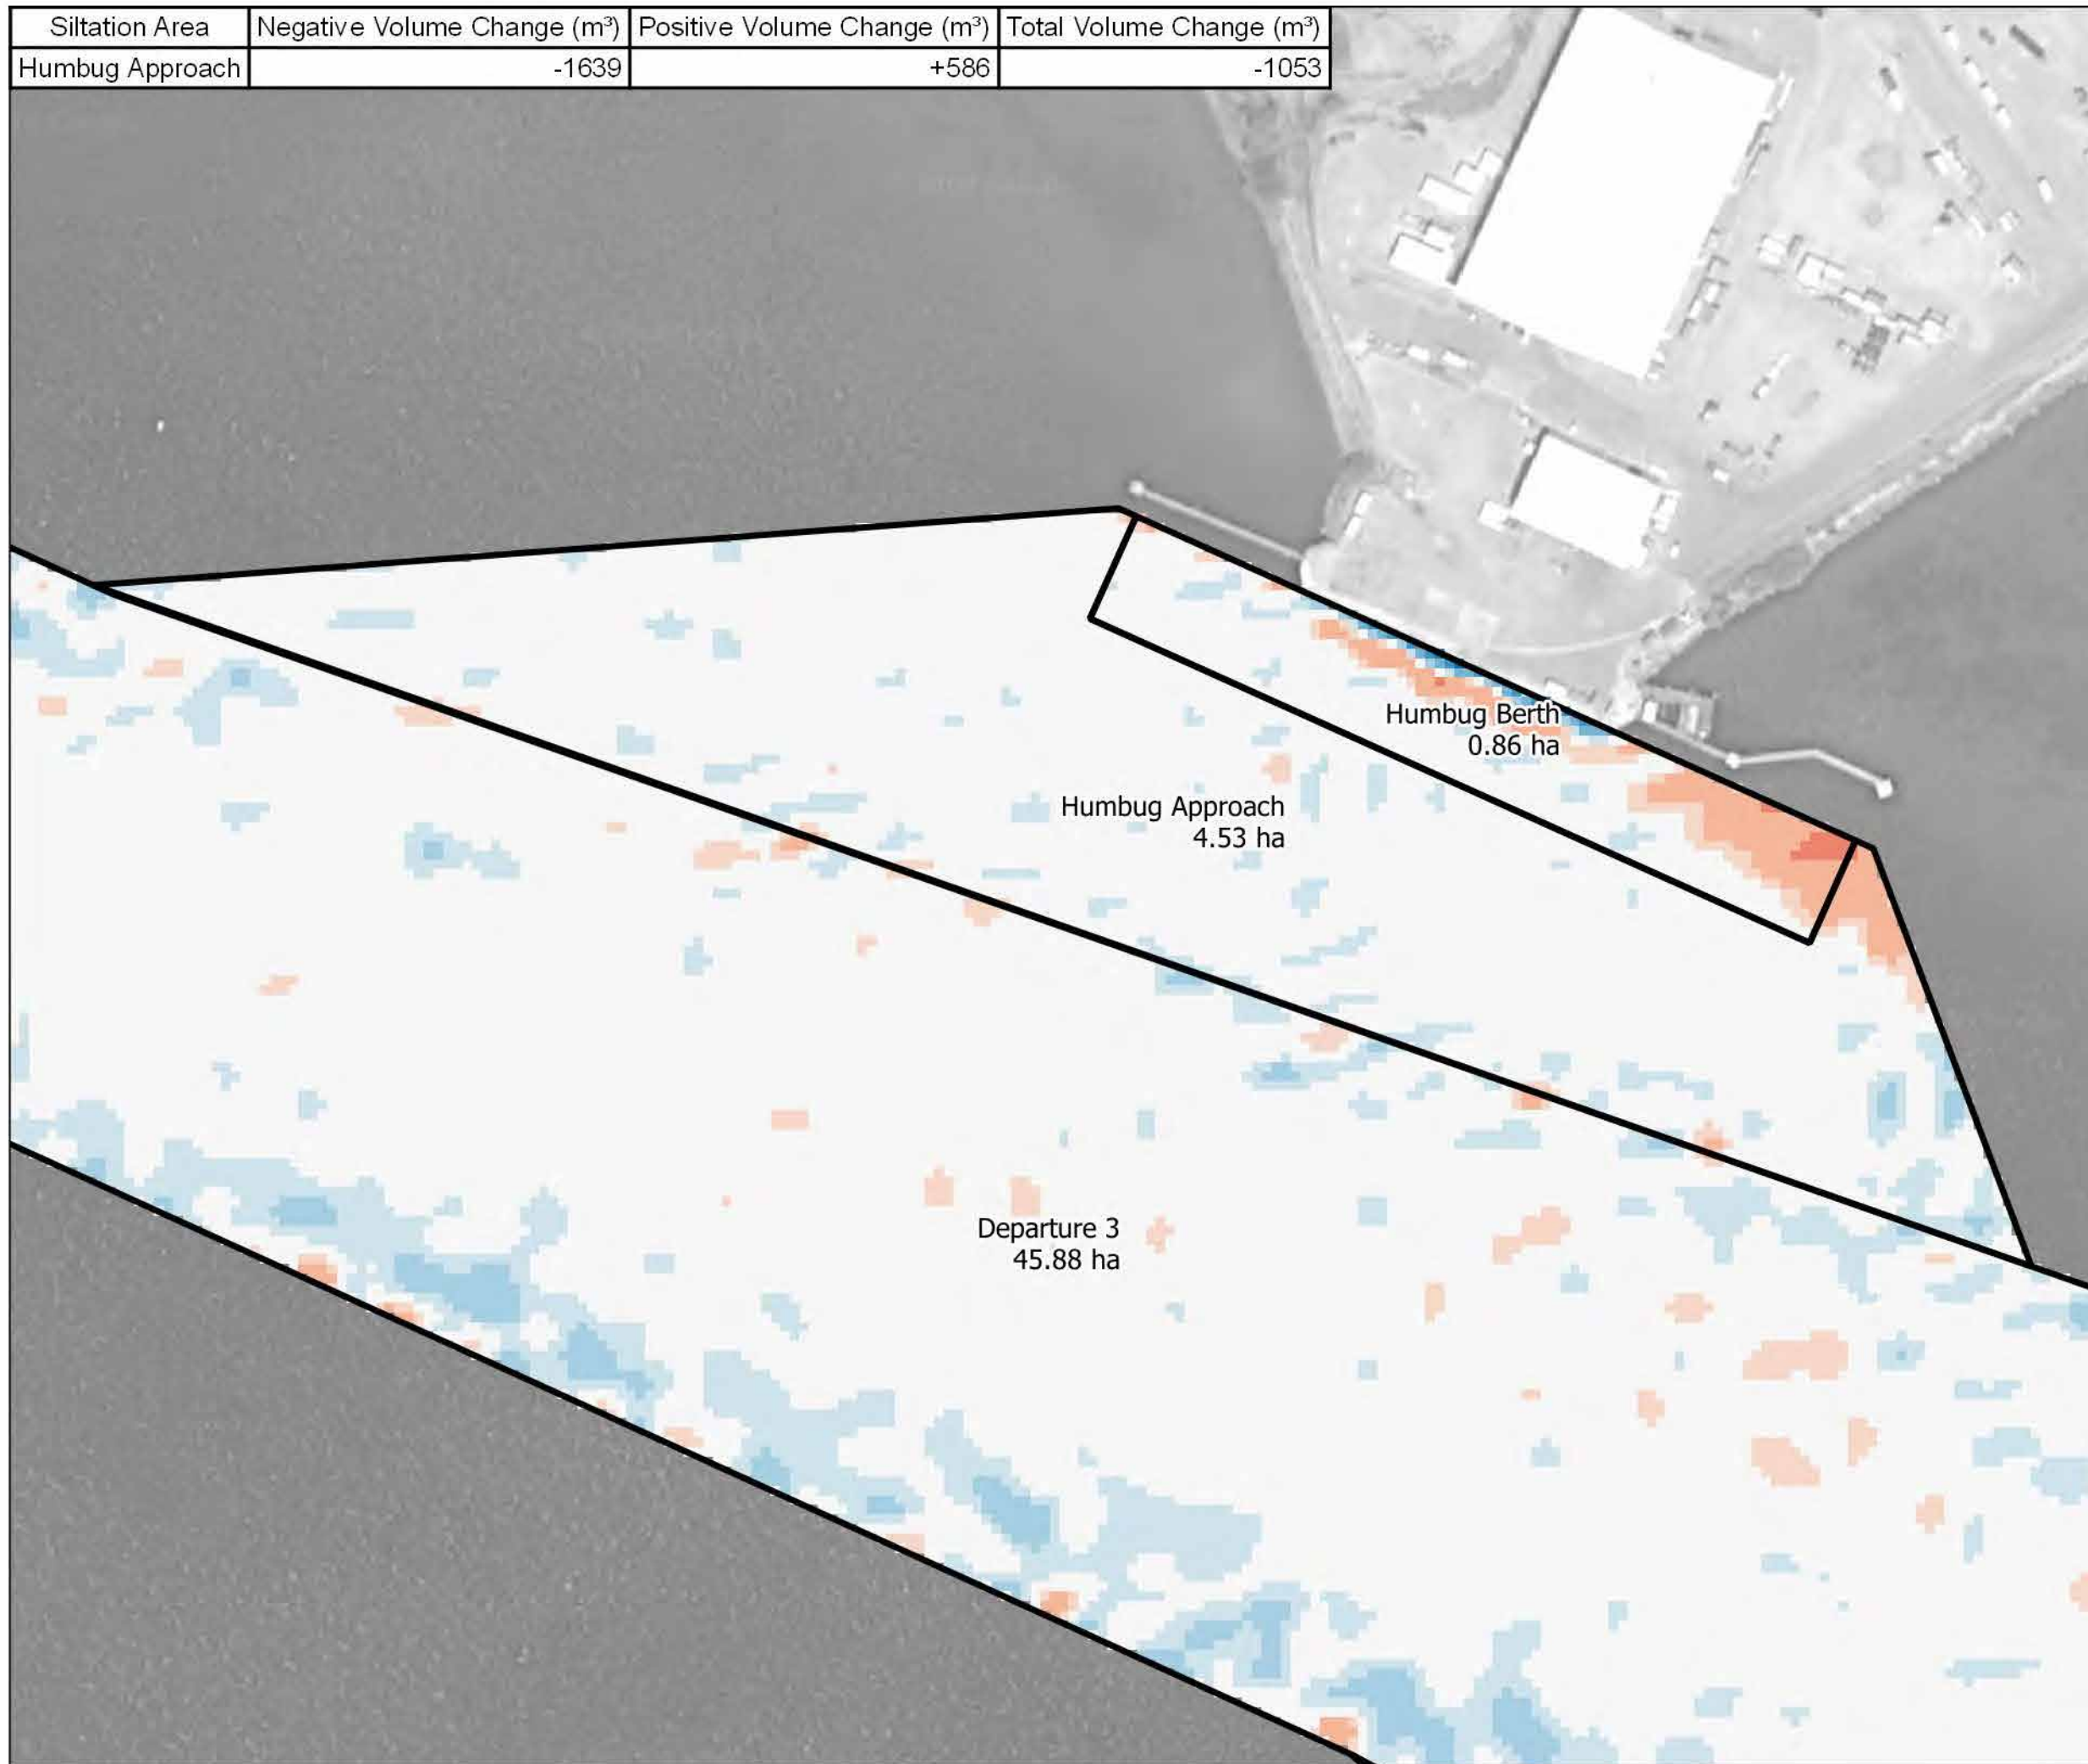 Siltation Area Negative Volume Change (m³) Positive Volume Change (m³) Total Volume Change (m³)
Humbug Approach -1639 +586 -1053
Humbug Berth
0.86 ha
Humbug Approach
4.53 ha
Departure 3
45.88 ha